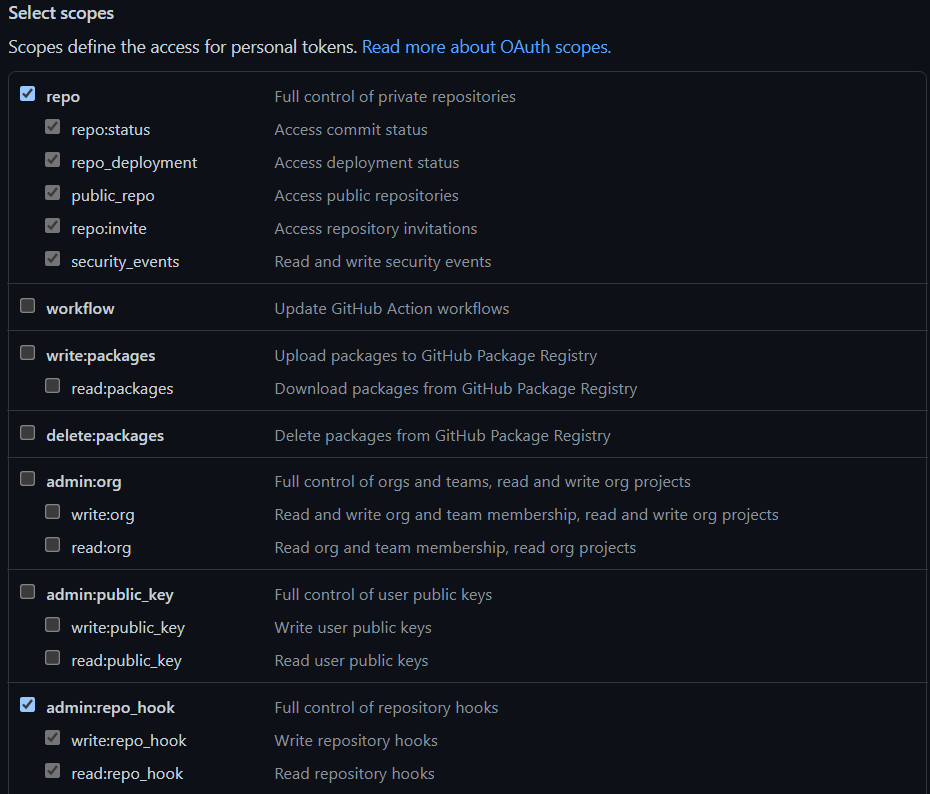 Select scopes
Scopes define the access for personal tokens. Read more about OAuth scopes.
repo Full control of private repositories
repo:status Access commit status
repo_deployment Access deployment status
public_repo Access public repositories
repo:invite Access repository invitations
security_events Read and write security events
workflow Update GitHub Action workflows
write:packages Upload packages to GitHub Package Registry
read:packages Download packages from GitHub Package Registry
delete:packages Delete packages from GitHub Package Registry
admin:org Full control of orgs and teams, read and write org projects
write:org Read and write org and team membership, read and write org projects
read:org Read org and team membership, read org projects
admin:public_key Full control of user public keys
write:public_key Write user public keys
read:public_key Read user public keys
admin:repo_hook Full control of repository hooks
write:repo_hook Write repository hooks
read:repo_hook Read repository hooks